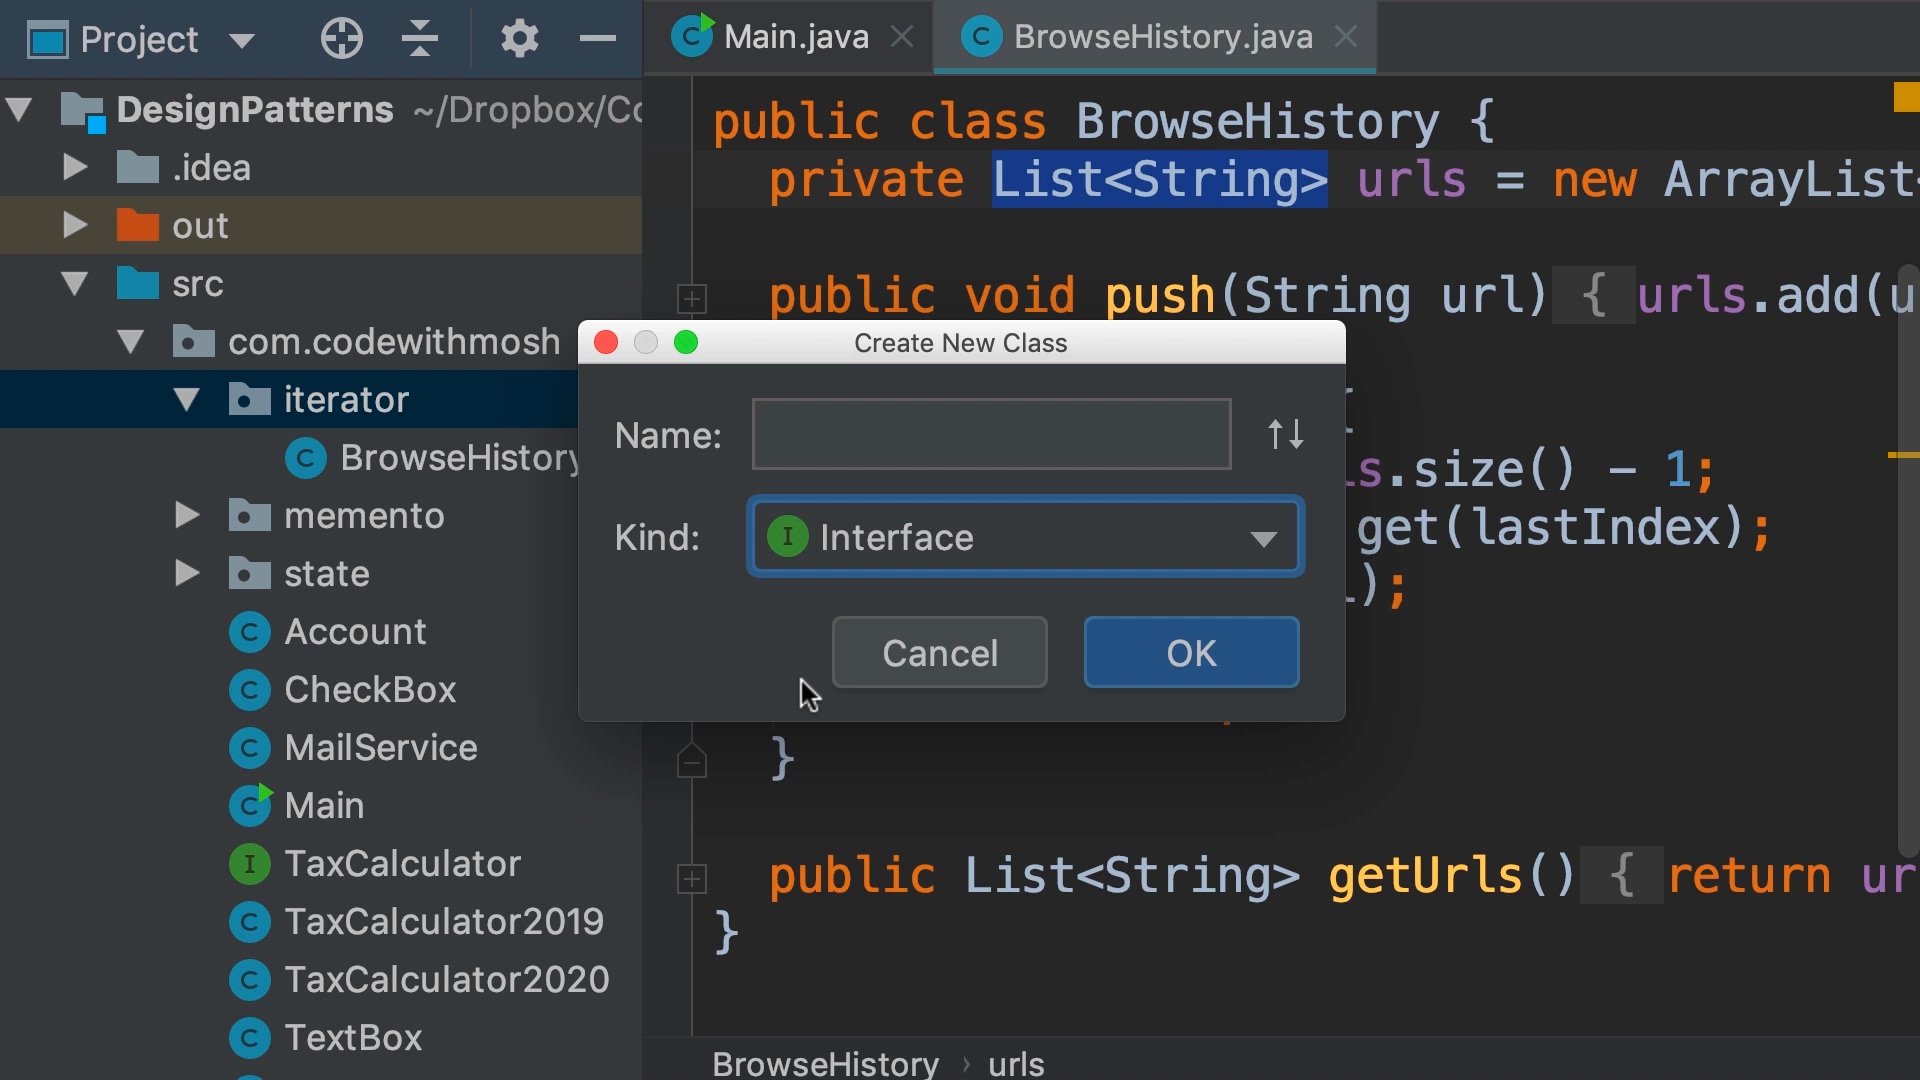 Project
Main.java
BrowseHistory.java
DesignPatterns ~/Dropbox/Co
.idea
out
src
com.codewithmosh
iterator
BrowseHistory
memento
state
Account
CheckBox
MailService
Main
TaxCalculator
TaxCalculator2019
TaxCalculator2020
TextBox
public class BrowseHistory {
private List<String> urls = new ArrayList<
public void push(String url) { urls.add(u
{
ls.size() - 1;
get(lastIndex);
);
}
public List<String> getUrls() { return ur
}
Create New Class
Name:
Kind: Interface
Cancel OK
BrowseHistory › urls